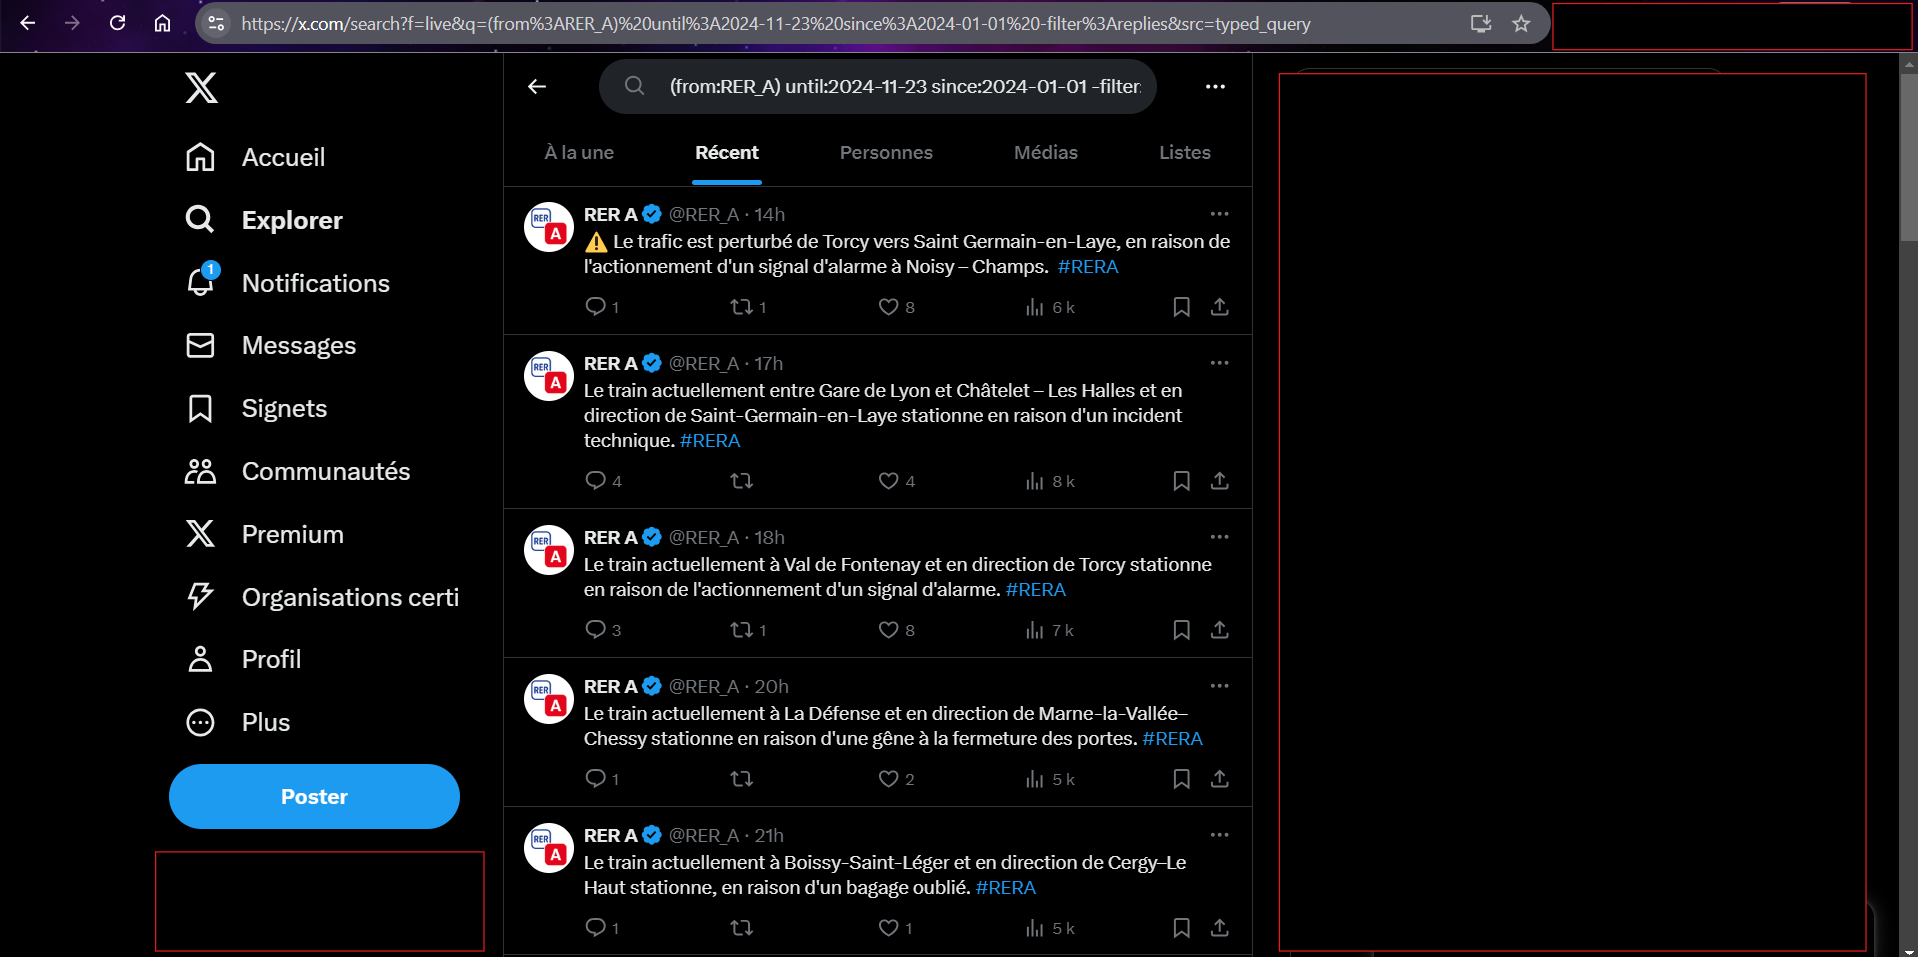 https://x.com/search?f=live&q=(from%3ARER_A)%20until%3A2024-11-23%20since%3A2024-01-01%20-filter%3Areplies&src=typed_query
(from:RER_A) until:2024-11-23 since:2024-01-01 -filter:
À la une
Récent
Personnes
Médias
Listes
Accueil
Explorer
1
Notifications
Messages
Signets
Communautés
Premium
Organisations certi
Profil
Plus
Poster
RER A @RER_A · 14h
⚠️ Le trafic est perturbé de Torcy vers Saint Germain-en-Laye, en raison de
l'actionnement d'un signal d'alarme à Noisy – Champs. #RERA
1 1 8 6 k
RER A @RER_A · 17h
Le train actuellement entre Gare de Lyon et Châtelet – Les Halles et en
direction de Saint-Germain-en-Laye stationne en raison d'un incident
technique. #RERA
4 4 8 k
RER A @RER_A · 18h
Le train actuellement à Val de Fontenay et en direction de Torcy stationne
en raison de l'actionnement d'un signal d'alarme. #RERA
3 1 8 7 k
RER A @RER_A · 20h
Le train actuellement à La Défense et en direction de Marne-la-Vallée–
Chessy stationne en raison d'une gêne à la fermeture des portes. #RERA
1 2 5 k
RER A @RER_A · 21h
Le train actuellement à Boissy-Saint-Léger et en direction de Cergy–Le
Haut stationne, en raison d'un bagage oublié. #RERA
1 1 5 k
RER A
RER A
RER A
RER A
RER A